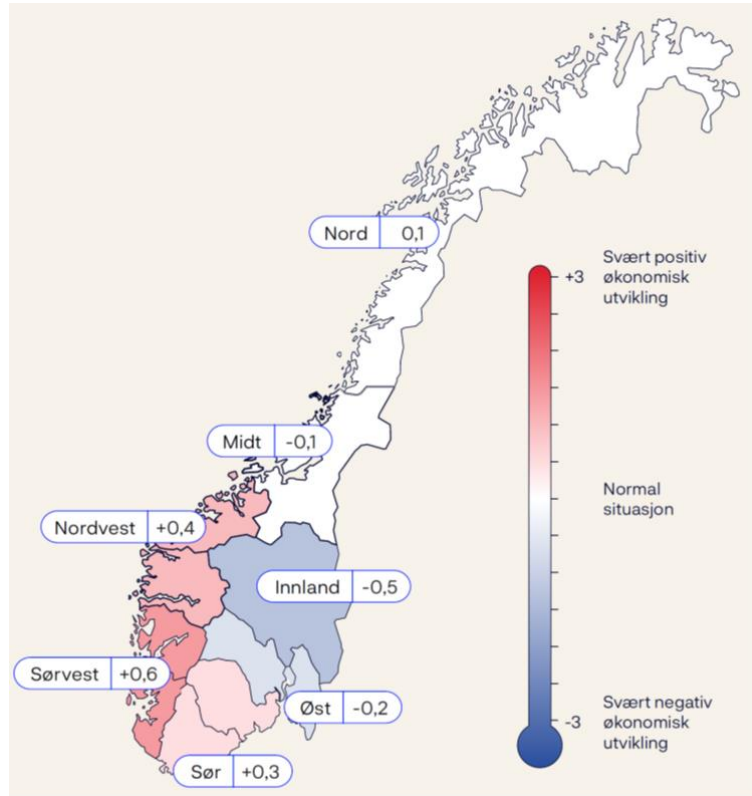 Nord 0,1
Svært positiv
økonomisk
utvikling
+3
Midt -0,1
Normal
situasjon
Nordvest +0,4
Innland -0,5
Sørvest +0,6
Øst -0,2
Svært negativ
økonomisk
utvikling
-3
Sør +0,3